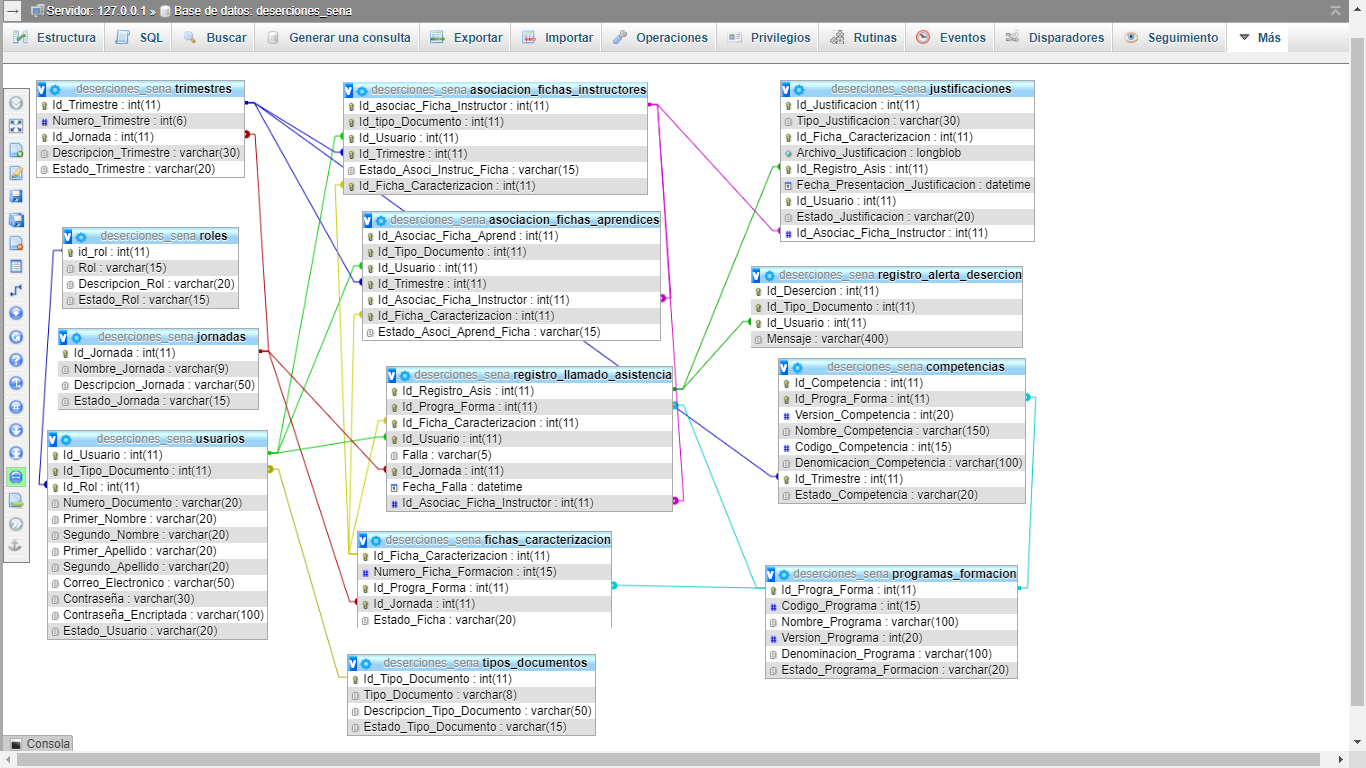 Servidor: 127.0.0.1 » Base de datos: deserciones_sena
Estructura SQL Buscar Generar una consulta Exportar Importar Operaciones Privilegios Rutinas Eventos Disparadores Seguimiento Más
deserciones_sena trimestres
Id_Trimestre : int(11)
Numero_Trimestre : int(6)
Id_Jornada : int(11)
Descripcion_Trimestre : varchar(30)
Estado_Trimestre : varchar(20)
deserciones_sena roles
id_rol : int(11)
Rol : varchar(15)
Descripcion_Rol : varchar(20)
Estado_Rol : varchar(15)
deserciones_sena jornadas
Id_Jornada : int(11)
Nombre_Jornada : varchar(9)
Descripcion_Jornada : varchar(50)
Estado_Jornada : varchar(15)
deserciones_sena usuarios
Id_Usuario : int(11)
Id_Tipo_Documento : int(11)
Id_Rol : int(11)
Numero_Documento : varchar(20)
Primer_Nombre : varchar(20)
Segundo_Nombre : varchar(20)
Primer_Apellido : varchar(20)
Segundo_Apellido : varchar(20)
Correo_Electronico : varchar(50)
Contraseña : varchar(30)
Contraseña_Encriptada : varchar(100)
Estado_Usuario : varchar(20)
deserciones_sena asociacion_fichas_instructores
Id_asociac_Ficha_Instructor : int(11)
Id_tipo_Documento : int(11)
Id_Usuario : int(11)
Id_Trimestre : int(11)
Estado_Asoci_Instruc_Ficha : varchar(15)
Id_Ficha_Caracterizacion : int(11)
deserciones_sena asociacion_fichas_aprendices
Id_Asociac_Ficha_Aprend : int(11)
Id_Tipo_Documento : int(11)
Id_Usuario : int(11)
Id_Trimestre : int(11)
Id_Asociac_Ficha_Instructor : int(11)
Id_Ficha_Caracterizacion : int(11)
Estado_Asoci_Aprend_Ficha : varchar(15)
deserciones_sena registro_llamado_asistencia
Id_Registro_Asis : int(11)
Id_Progra_Forma : int(11)
Id_Ficha_Caracterizacion : int(11)
Id_Usuario : int(11)
Falla : varchar(5)
Id_Jornada : int(11)
Fecha_Falla : datetime
Id_Asociac_Ficha_Instructor : int(11)
deserciones_sena fichas_caracterizacion
Id_Ficha_Caracterizacion : int(11)
Numero_Ficha_Formacion : int(15)
Id_Progra_Forma : int(11)
Id_Jornada : int(11)
Estado_Ficha : varchar(20)
deserciones_sena tipos_documentos
Id_Tipo_Documento : int(11)
Tipo_Documento : varchar(8)
Descripcion_Tipo_Documento : varchar(50)
Estado_Tipo_Documento : varchar(15)
deserciones_sena justificaciones
Id_Justificacion : int(11)
Tipo_Justificacion : varchar(30)
Id_Ficha_Caracterizacion : int(11)
Archivo_Justificacion : longblob
Id_Registro_Asis : int(11)
Fecha_Presentacion_Justificacion : datetime
Id_Usuario : int(11)
Estado_Justificacion : varchar(20)
Id_Asociac_Ficha_Instructor : int(11)
deserciones_sena registro_alerta_desercion
Id_Desercion : int(11)
Id_Tipo_Documento : int(11)
Id_Usuario : int(11)
Mensaje : varchar(400)
deserciones_sena competencias
Id_Competencia : int(11)
Id_Progra_Forma : int(11)
Version_Competencia : int(20)
Nombre_Competencia : varchar(150)
Codigo_Competencia : int(15)
Denomicacion_Competencia : varchar(100)
Id_Trimestre : int(11)
Estado_Competencia : varchar(20)
deserciones_sena programas_formacion
Id_Progra_Forma : int(11)
Codigo_Programa : int(15)
Nombre_Programa : varchar(100)
Version_Programa : int(20)
Denominacion_Programa : varchar(100)
Estado_Programa_Formacion : varchar(20)
Consola